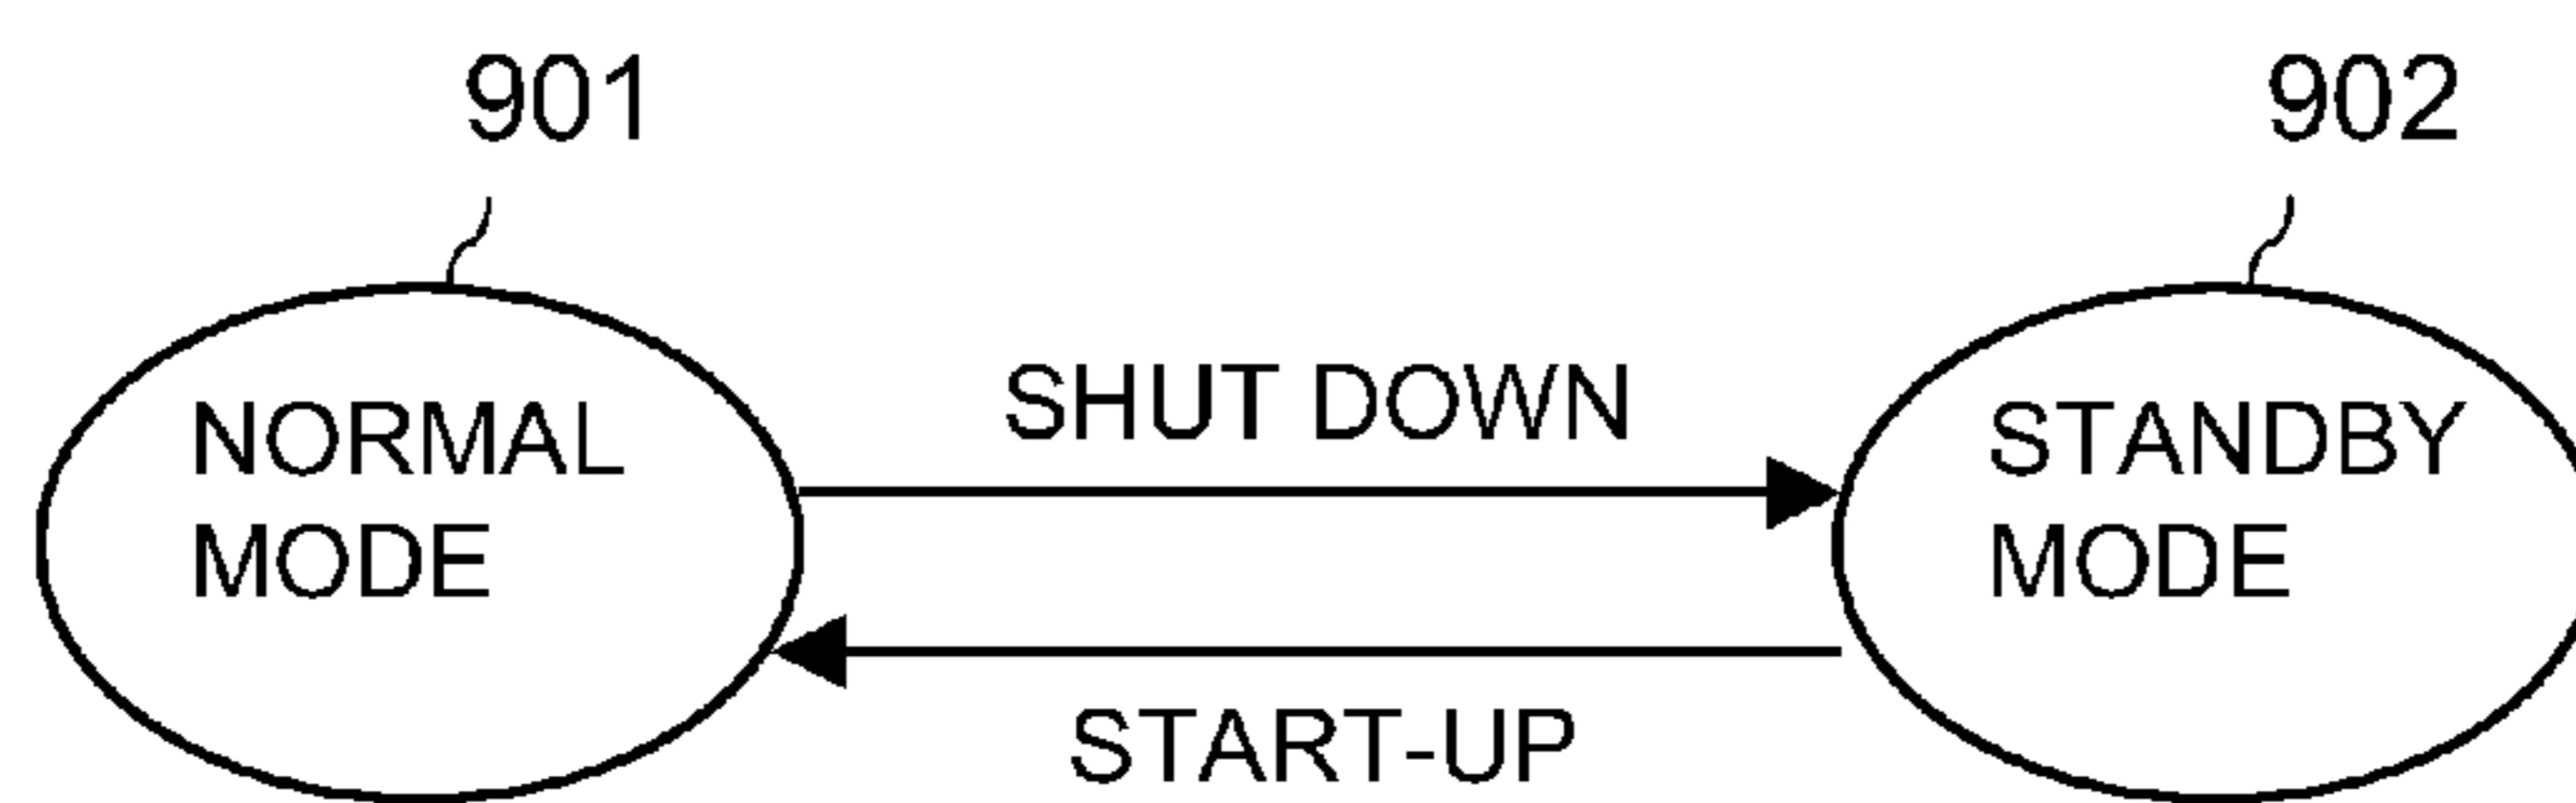 901
902
NORMAL
MODE
SHUT DOWN
START-UP
STANDBY
MODE